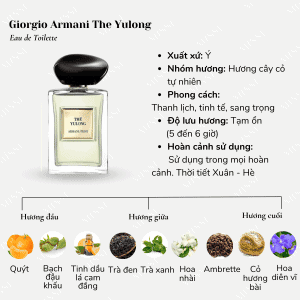 Giorgio Armani The Yulong
Eau de Toilette
THÉ
YULONG
ARMANI/PRIVÉ
• Xuất xứ: Ý
• Nhóm hương: Hương cây cỏ
tự nhiên
• Phong cách:
Thanh lịch, tinh tế, sang trọng
• Độ lưu hương: Tạm ổn
(5 đến 6 giờ)
• Hoàn cảnh sử dụng:
Sử dụng trong mọi hoàn
cảnh. Thời tiết Xuân - Hè
Hương đầu
Hương giữa
Hương cuối
Quýt
Bạch
đậu
khấu
Tinh dầu
lá cam
đắng
Trà đen
Trà xanh
Hoa
nhài
Ambrette
Cỏ
hương
bài
Hoa
diên vĩ